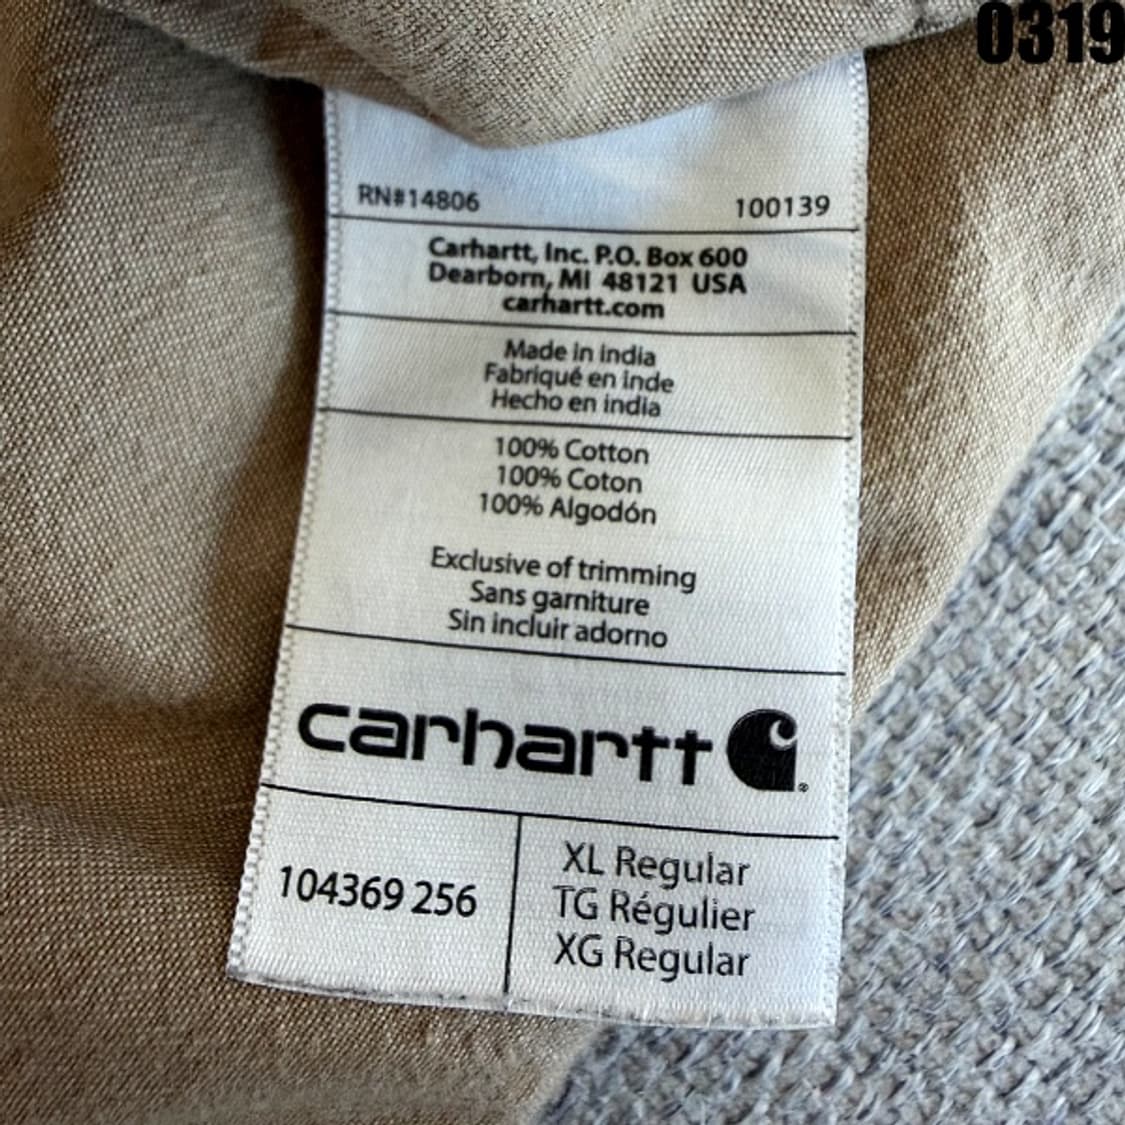 0319
RN#14806 100139
Carhartt, Inc. P.O. Box 600
Dearborn, MI 48121 USA
carhartt.com
Made in india
Fabriqué en inde
Hecho en india
100% Cotton
100% Coton
100% Algodón
Exclusive of trimming
Sans garniture
Sin incluir adorno
carhartt®
104369 256
XL Regular
TG Régulier
XG Regular